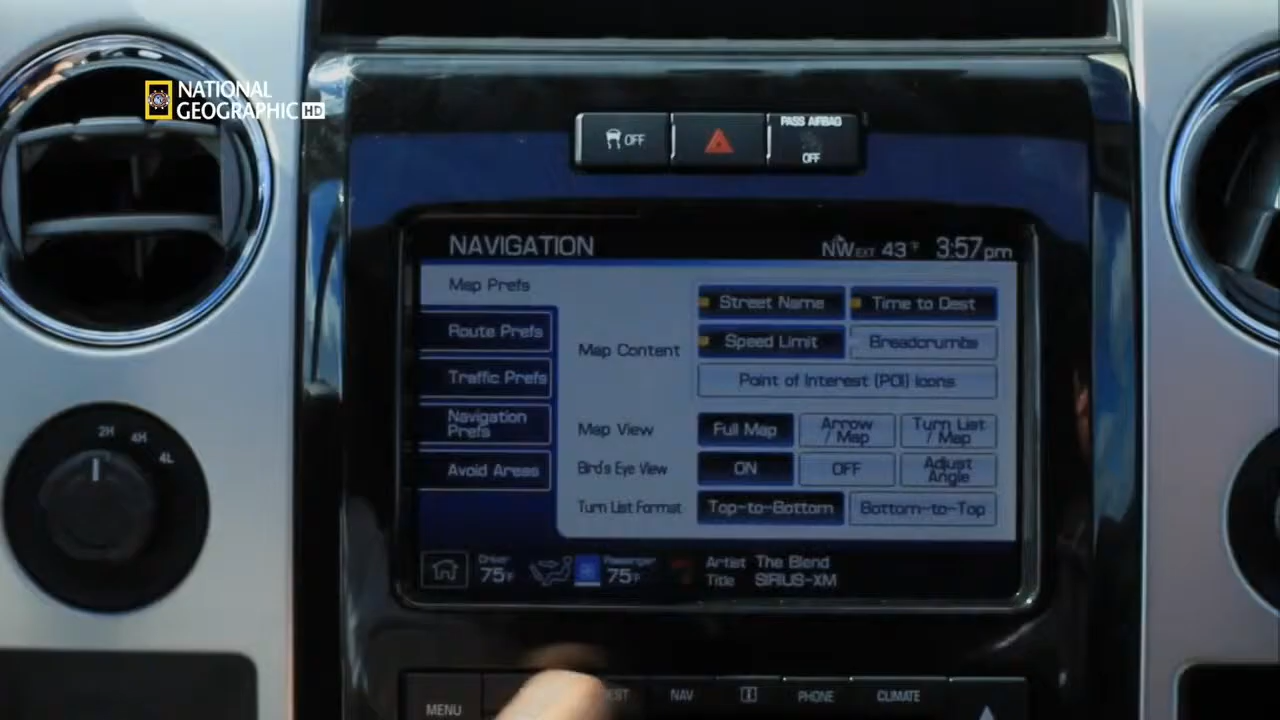 NATIONAL
GEOGRAPHIC HD
OFF
PASS AIRBAG
OFF
NAVIGATION
NW EXT 43°F 3:57pm
Map Prefs
Route Prefs
Traffic Prefs
Navigation
Prefs
Avoid Areas
Map Content
Street Name
Time to Dest
Speed Limit
Breadcrumbs
Point of Interest (POI) Icons
Map View
Full Map
Arrow
/ Map
Turn List
/ Map
Bird's Eye View
ON
OFF
Adjust
Angle
Turn List Format
Top-to-Bottom
Bottom-to-Top
2H
4H
4L
Driver
75°F
Passenger
75°F
Artist The Blend
Title SIRIUS-XM
MENU
NAV
i
PHONE
CLIMATE